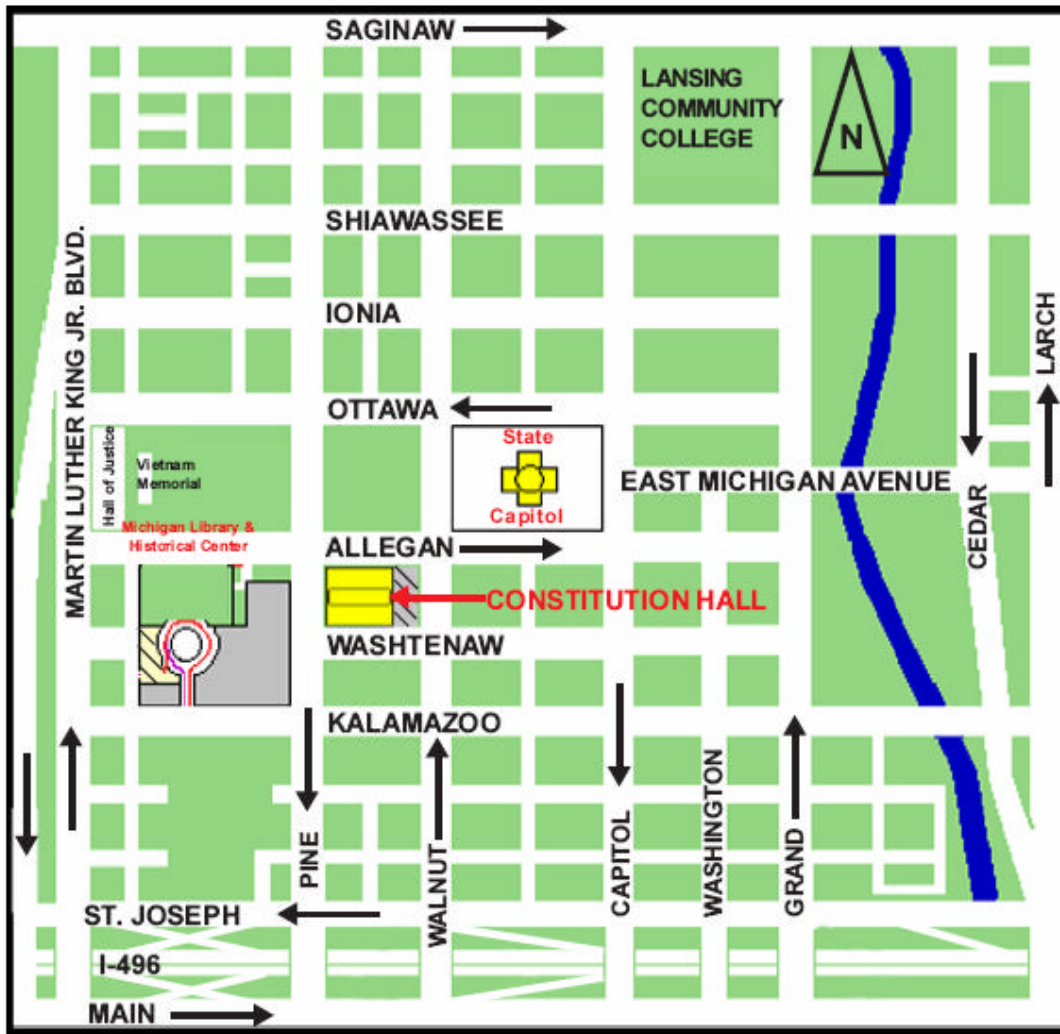 SAGINAW
LANSING
COMMUNITY
COLLEGE
N
SHIAWASSEE
MARTIN LUTHER KING JR. BLVD.
IONIA
LARCH
OTTAWA
State
Capitol
Hall of Justice
Vietnam
Memorial
EAST MICHIGAN AVENUE
CEDAR
Michigan Library &
Historical Center
ALLEGAN
CONSTITUTION HALL
WASHTENAW
KALAMAZOO
PINE
WALNUT
CAPITOL
WASHINGTON
GRAND
ST. JOSEPH
I-496
MAIN